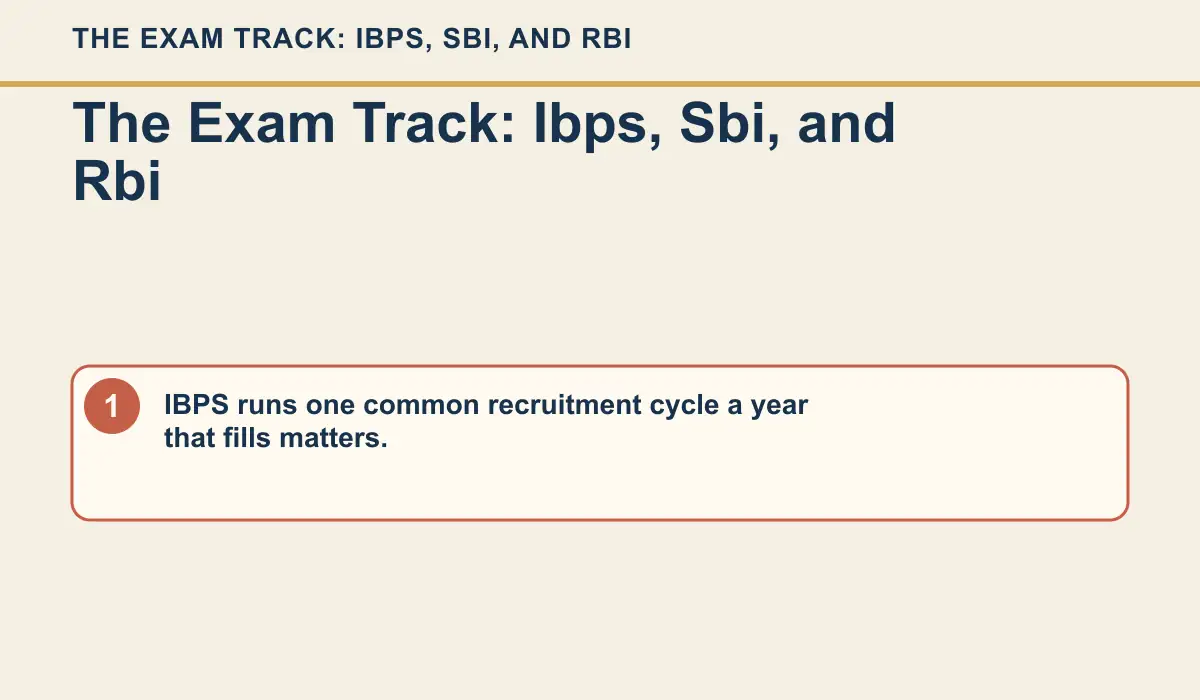 THE EXAM TRACK: IBPS, SBI, AND RBI
The Exam Track: Ibps, Sbi, and
Rbi
1
IBPS runs one common recruitment cycle a year
that fills matters.